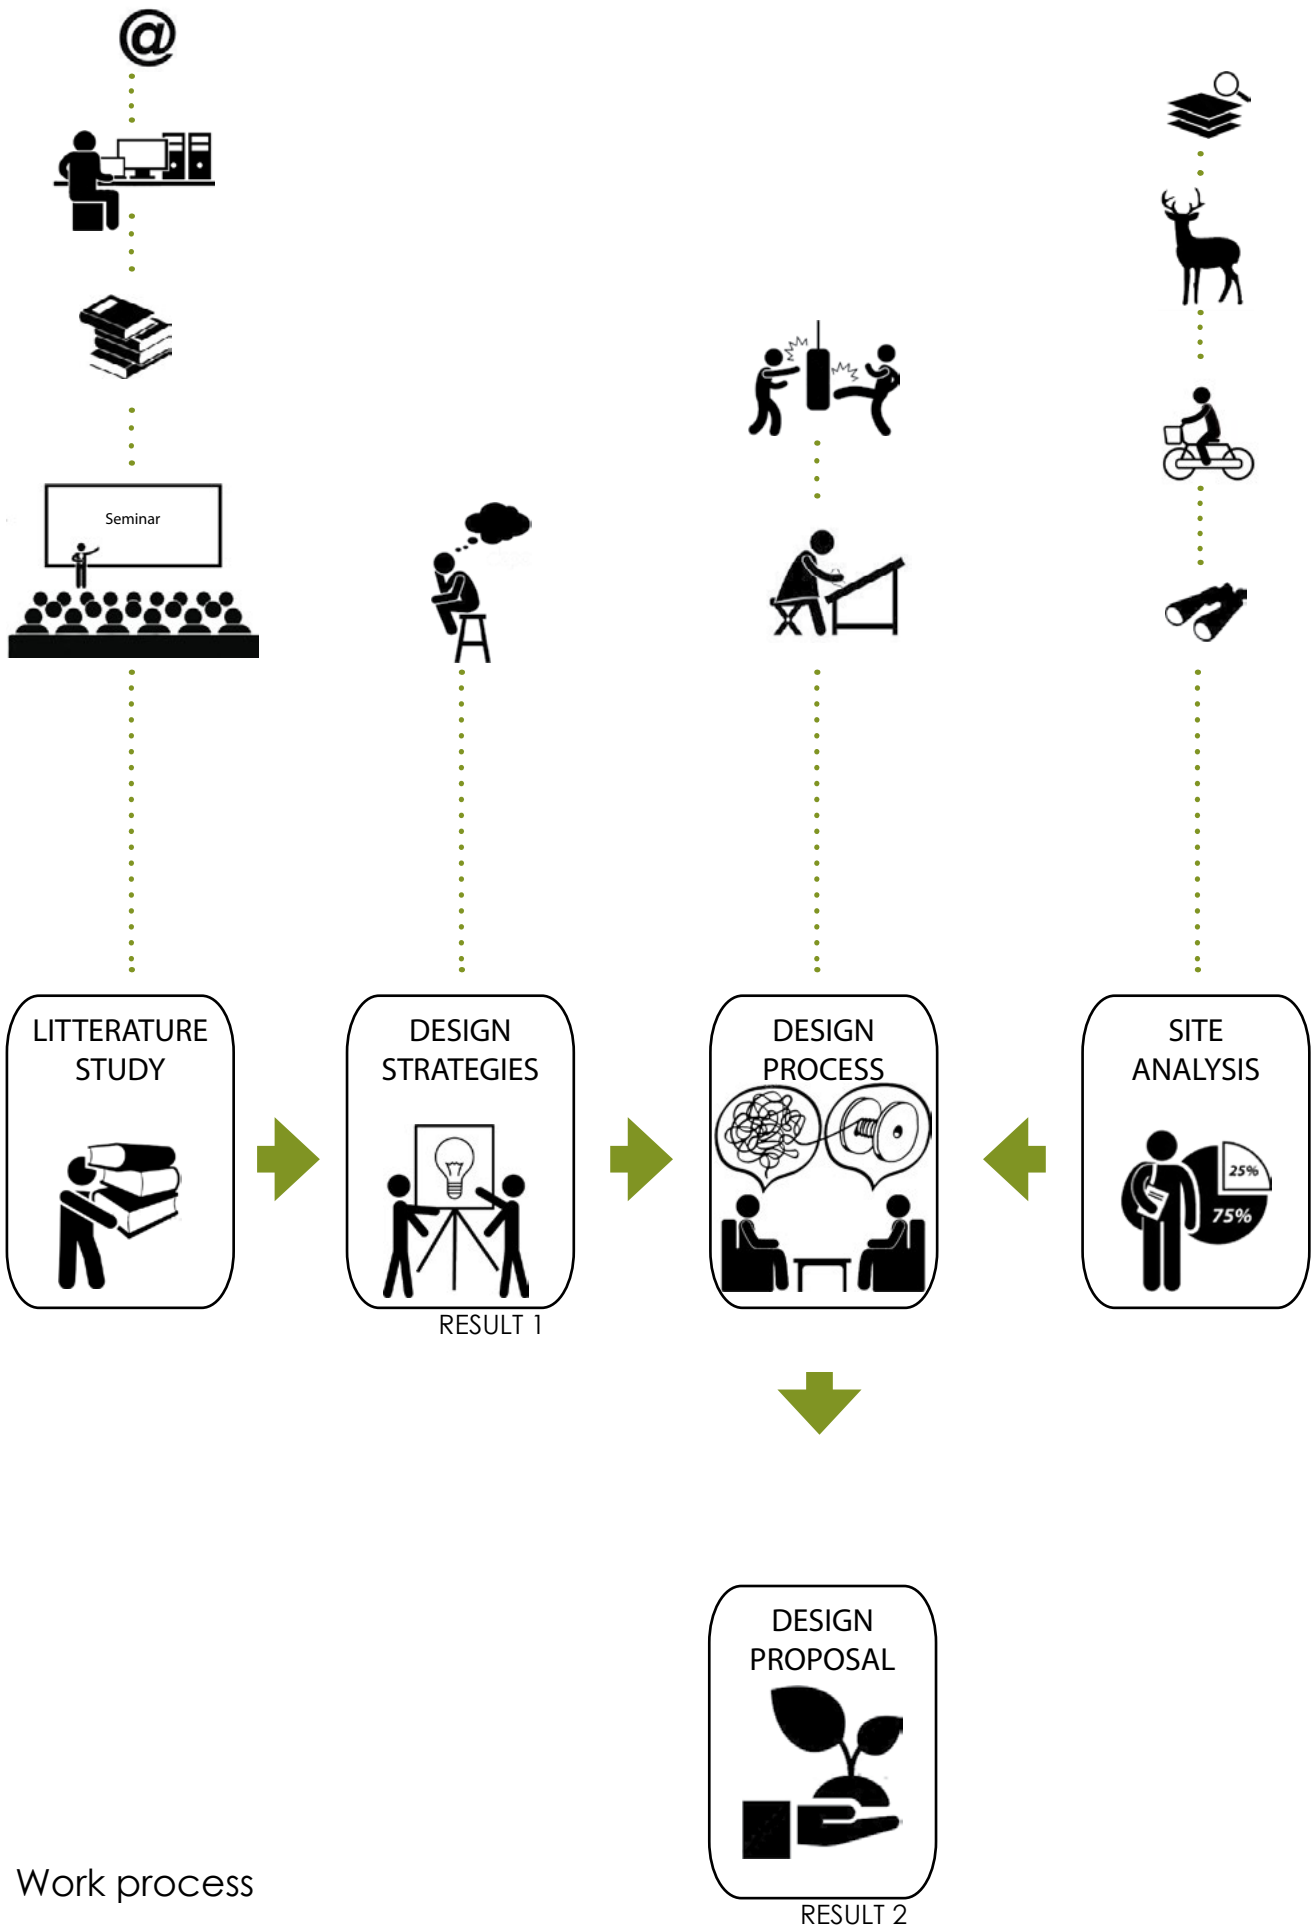 @
Seminar
LITTERATURE
STUDY
DESIGN
STRATEGIES
RESULT 1
DESIGN
PROCESS
SITE
ANALYSIS
25%
75%
DESIGN
PROPOSAL
RESULT 2
Work process